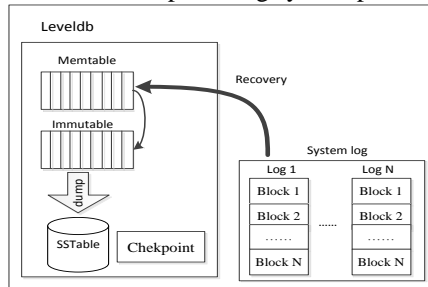 Leveldb
Memtable
Recovery
Immutable
System log
Log 1
Log N
dump
Block 1
Block 1
Block 2
Block 2
......
......
......
SSTable
Chekpoint
Block N
Block N